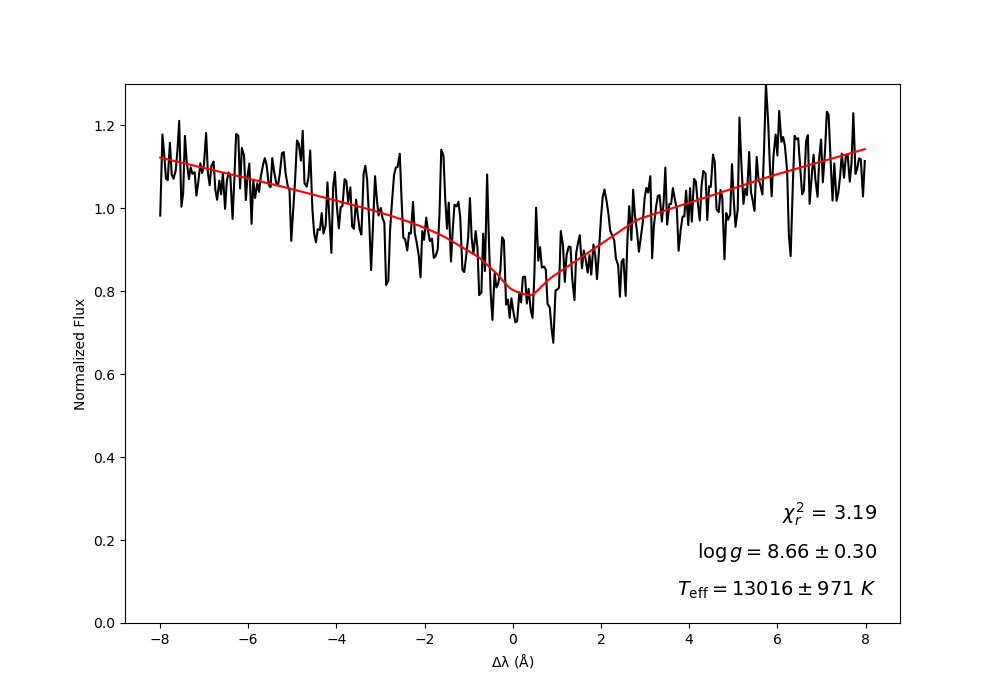 1.2
1.0
0.8
0.6
0.4
0.2
0.0
Normalized Flux
χ²ᵣ = 3.19
log g = 8.66 ± 0.30
T_eff = 13016 ± 971 K
−8 −6 −4 −2 0 2 4 6 8
Δλ (Å)